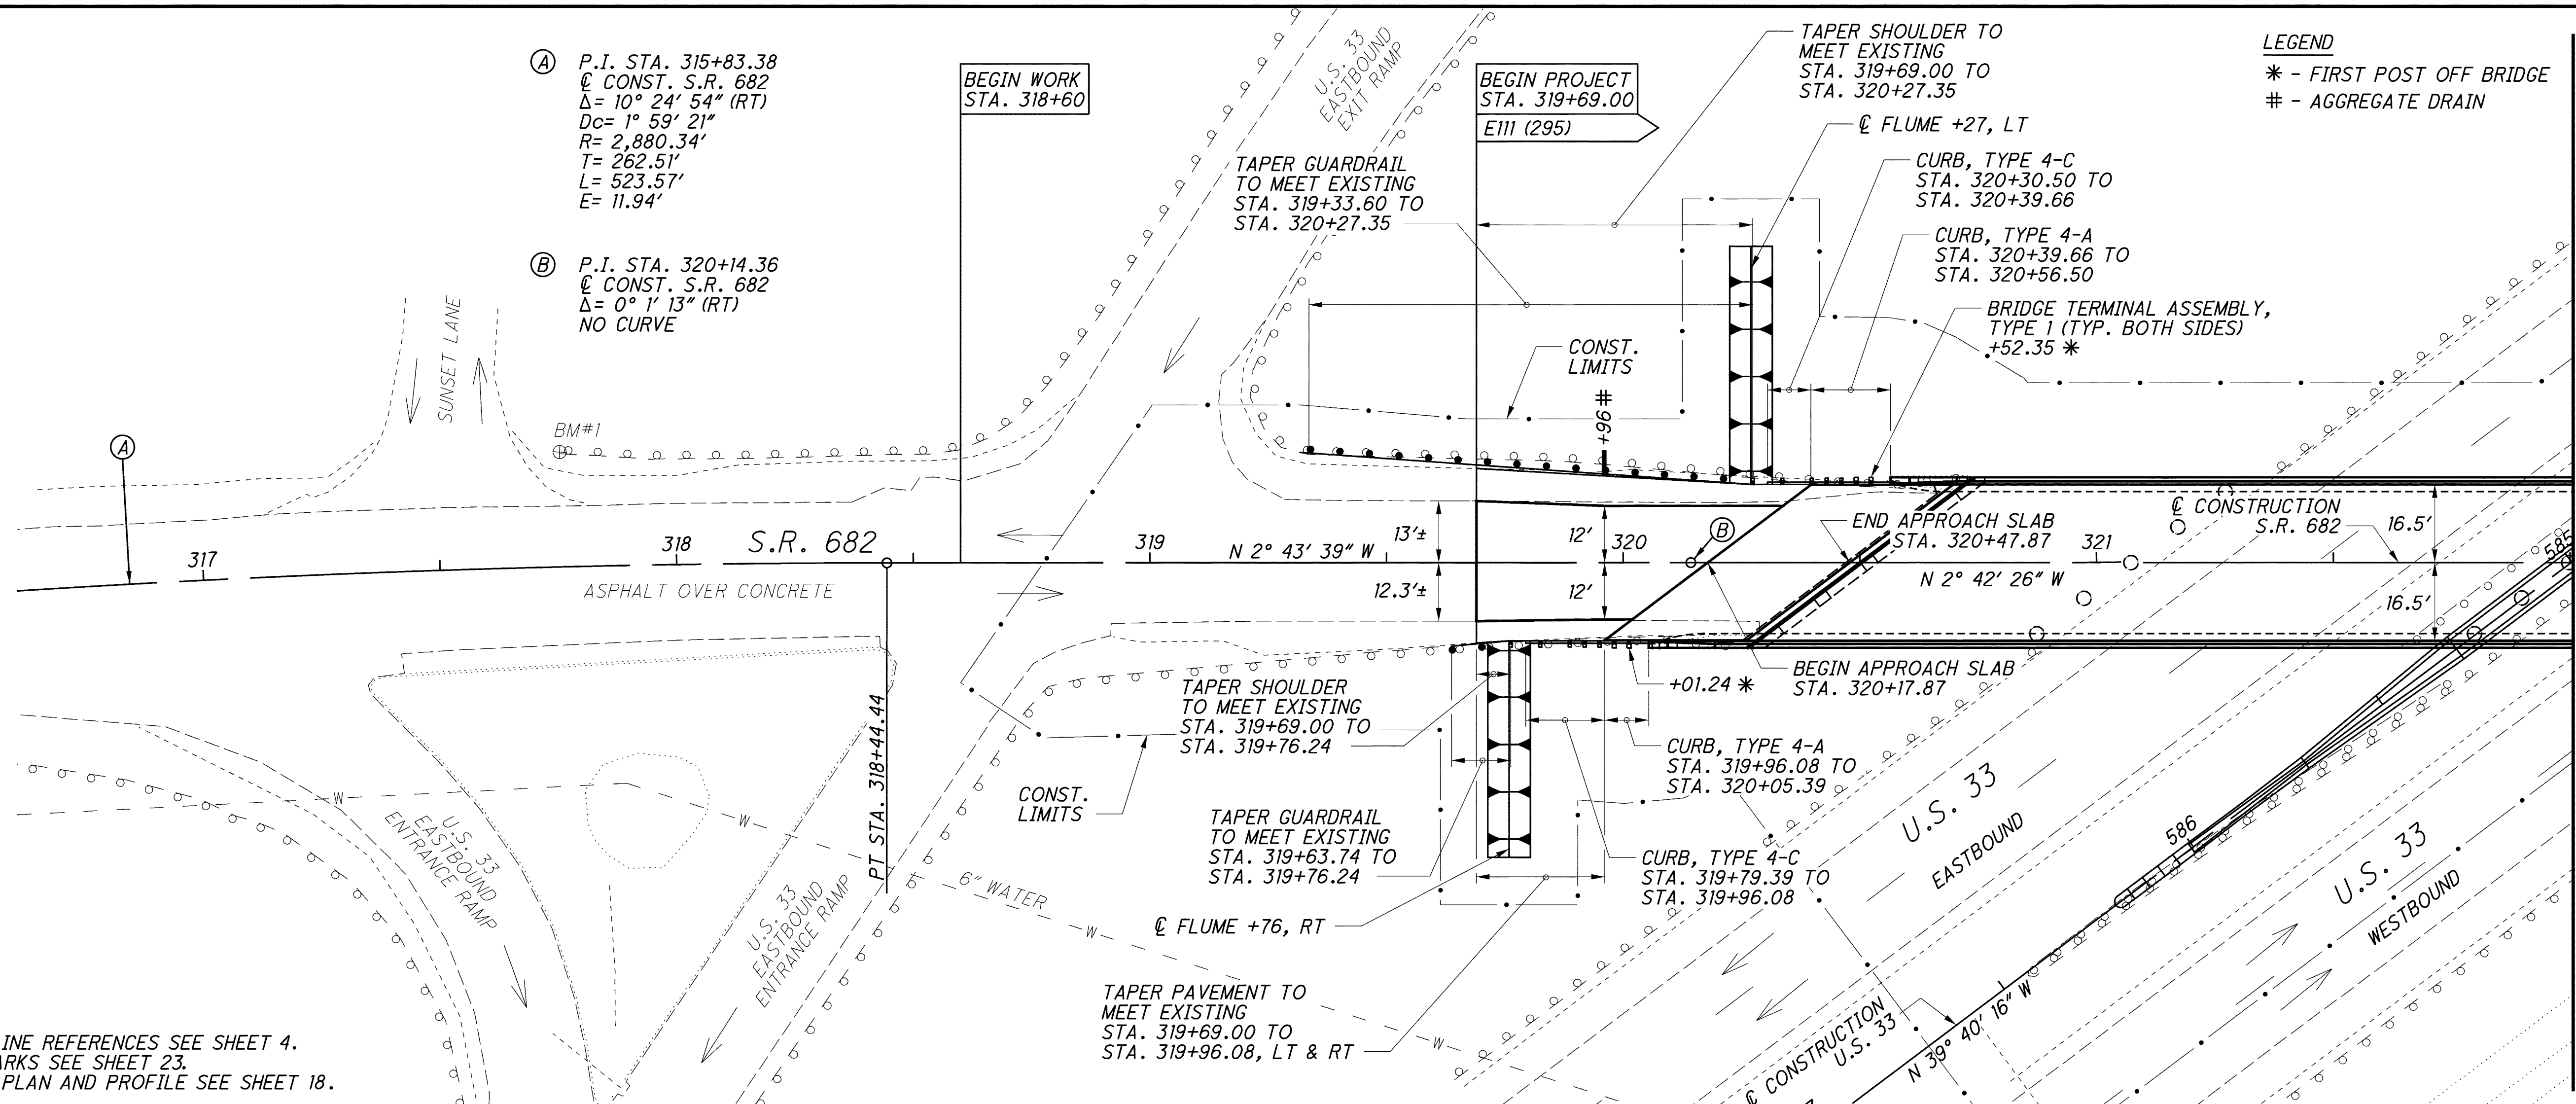 Ⓐ P.I. STA. 315+83.38
℄ CONST. S.R. 682
Δ= 10° 24' 54" (RT)
Dc= 1° 59' 21"
R= 2,880.34'
T= 262.51'
L= 523.57'
E= 11.94'
Ⓑ P.I. STA. 320+14.36
℄ CONST. S.R. 682
Δ= 0° 1' 13" (RT)
NO CURVE
BEGIN WORK
STA. 318+60
U.S. 33
EASTBOUND
EXIT RAMP
BEGIN PROJECT
STA. 319+69.00
E111 (295)
TAPER SHOULDER TO
MEET EXISTING
STA. 319+69.00 TO
STA. 320+27.35
LEGEND
* - FIRST POST OFF BRIDGE
# - AGGREGATE DRAIN
℄ FLUME +27, LT
TAPER GUARDRAIL
TO MEET EXISTING
STA. 319+33.60 TO
STA. 320+27.35
CURB, TYPE 4-C
STA. 320+30.50 TO
STA. 320+39.66
CURB, TYPE 4-A
STA. 320+39.66 TO
STA. 320+56.50
BRIDGE TERMINAL ASSEMBLY,
TYPE 1 (TYP. BOTH SIDES)
+52.35 *
CONST.
LIMITS
+96 #
SUNSET LANE
BM#1
Ⓐ
317
318
S.R. 682
319
N 2° 43' 39" W
13'±
12'
320
Ⓑ
END APPROACH SLAB
STA. 320+47.87
℄ CONSTRUCTION
S.R. 682
321
16.5'
585
ASPHALT OVER CONCRETE
12.3'±
12'
N 2° 42' 26" W
16.5'
PT STA. 318+44.44
TAPER SHOULDER
TO MEET EXISTING
STA. 319+69.00 TO
STA. 319+76.24
+01.24 *
BEGIN APPROACH SLAB
STA. 320+17.87
CONST.
LIMITS
CURB, TYPE 4-A
STA. 319+96.08 TO
STA. 320+05.39
TAPER GUARDRAIL
TO MEET EXISTING
STA. 319+63.74 TO
STA. 319+76.24
CURB, TYPE 4-C
STA. 319+79.39 TO
STA. 319+96.08
℄ FLUME +76, RT
TAPER PAVEMENT TO
MEET EXISTING
STA. 319+69.00 TO
STA. 319+96.08, LT & RT
W
W
W
W
6" WATER
U.S. 33
EASTBOUND
ENTRANCE RAMP
U.S. 33
EASTBOUND
ENTRANCE RAMP
U.S. 33
EASTBOUND
586
U.S. 33
WESTBOUND
℄ CONSTRUCTION
U.S. 33
N 39° 40' 16" W
INE REFERENCES SEE SHEET 4.
ARKS SEE SHEET 23.
PLAN AND PROFILE SEE SHEET 18.